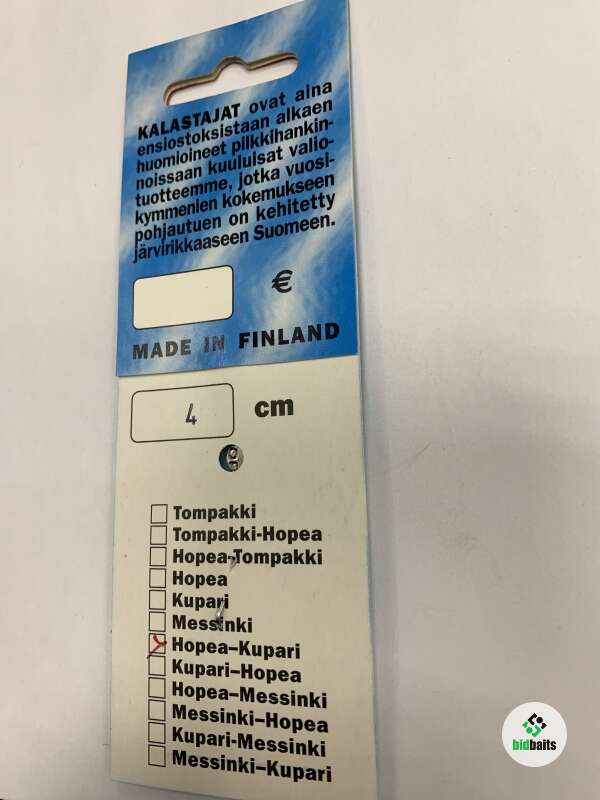 KALASTAJAT ovat aina
ensiostoksistaan alkaen
huomioineet pilkkihankin-
noissaan kuuluisat valio-
tuotteemme, jotka vuosi-
kymmenien kokemukseen
pohjautuen on kehitetty
järvirikkaaseen Suomeen.
€
MADE IN FINLAND
4 cm
Tompakki
Tompakki-Hopea
Hopea-Tompakki
Hopea
Kupari
Messinki
Hopea–Kupari
Kupari–Hopea
Hopea–Messinki
Messinki–Hopea
Kupari-Messinki
Messinki–Kupari
bidbaits